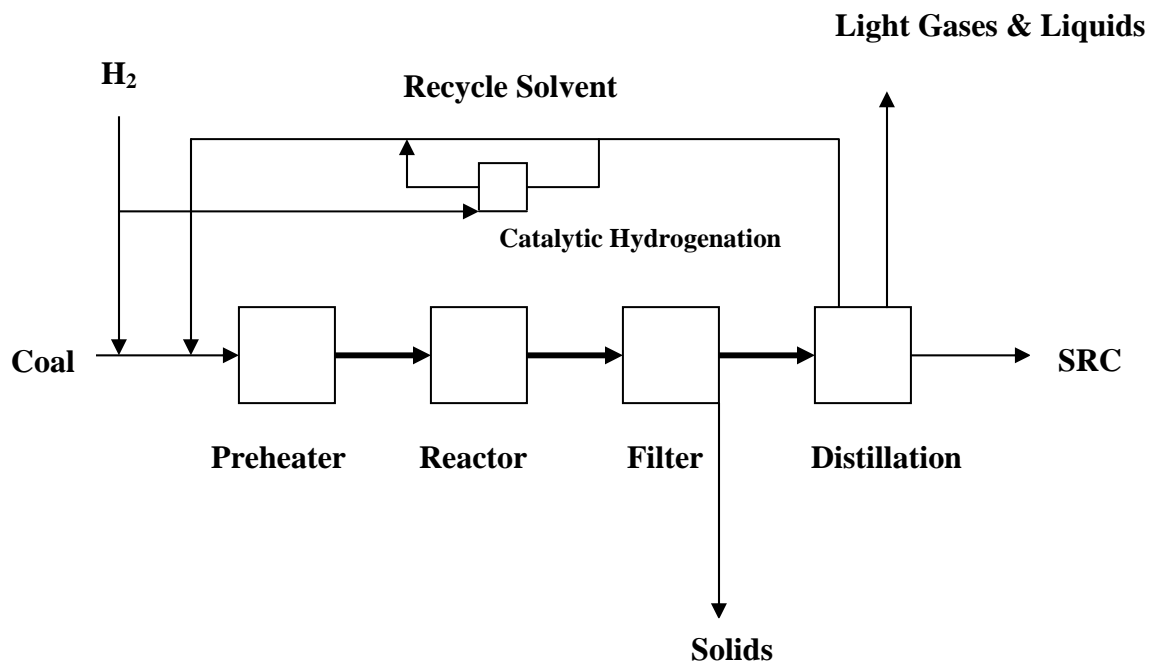 Light Gases & Liquids
H₂
Recycle Solvent
Catalytic Hydrogenation
Coal
SRC
Preheater
Reactor
Filter
Distillation
Solids